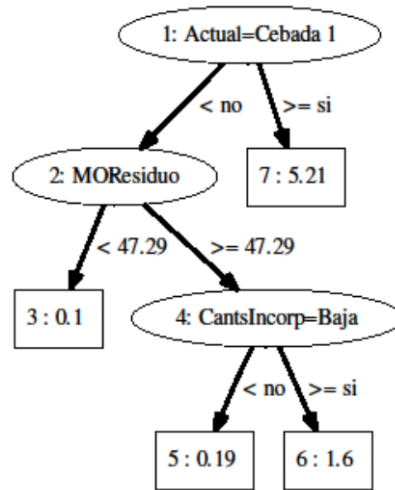 1: Actual=Cebada 1
< no
>= si
2: MOResiduo
7 : 5.21
< 47.29
>= 47.29
3 : 0.1
4: CantsIncorp=Baja
< no
>= si
5 : 0.19
6 : 1.6